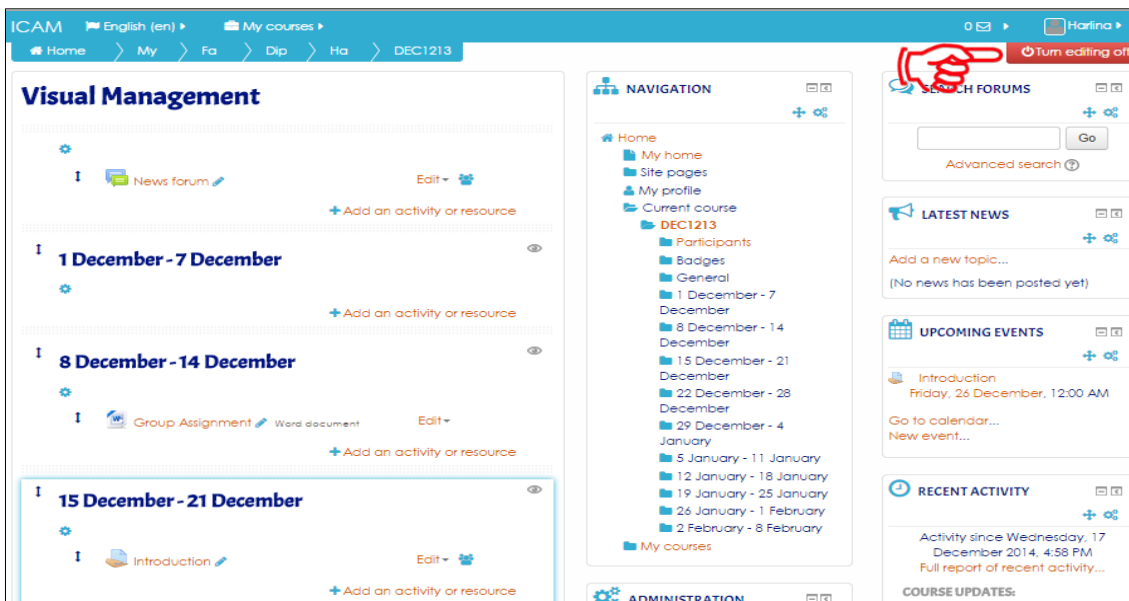 ICAM English (en) My courses 0 Harlina
Home My Fa Dip Ha DEC1213 Turn editing off
Visual Management
News forum Edit
+ Add an activity or resource
1 December - 7 December
+ Add an activity or resource
8 December - 14 December
Group Assignment Word document Edit
+ Add an activity or resource
15 December - 21 December
Introduction Edit
+ Add an activity or resource
NAVIGATION
Home
My home
Site pages
My profile
Current course
DEC1213
Participants
Badges
General
1 December - 7
December
8 December - 14
December
15 December - 21
December
22 December - 28
December
29 December - 4
January
5 January - 11 January
12 January - 18 January
19 January - 25 January
26 January - 1 February
2 February - 8 February
My courses
ADMINISTRATION
SEARCH FORUMS
Go
Advanced search ?
LATEST NEWS
Add a new topic...
(No news has been posted yet)
UPCOMING EVENTS
Introduction
Friday, 26 December, 12:00 AM
Go to calendar...
New event...
RECENT ACTIVITY
Activity since Wednesday, 17
December 2014, 4:58 PM
Full report of recent activity...
COURSE UPDATES: